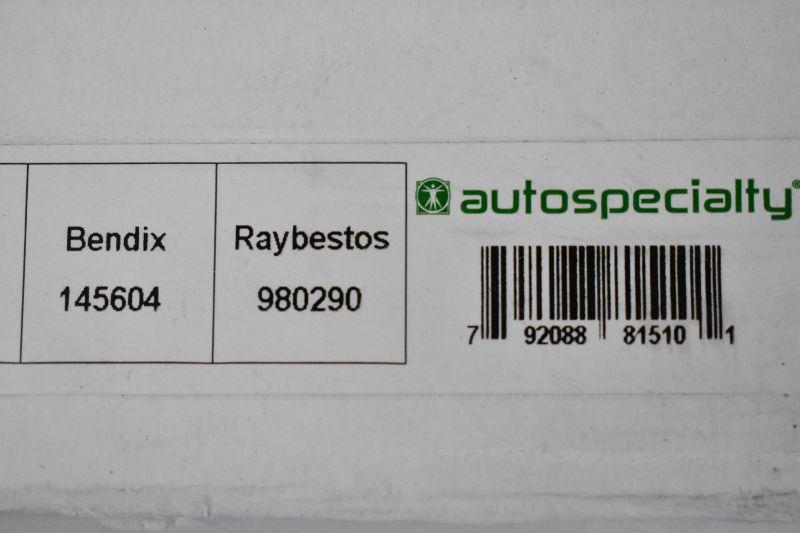 Bendix
145604
Raybestos
980290
autospecialty®
7 92088 81510 1